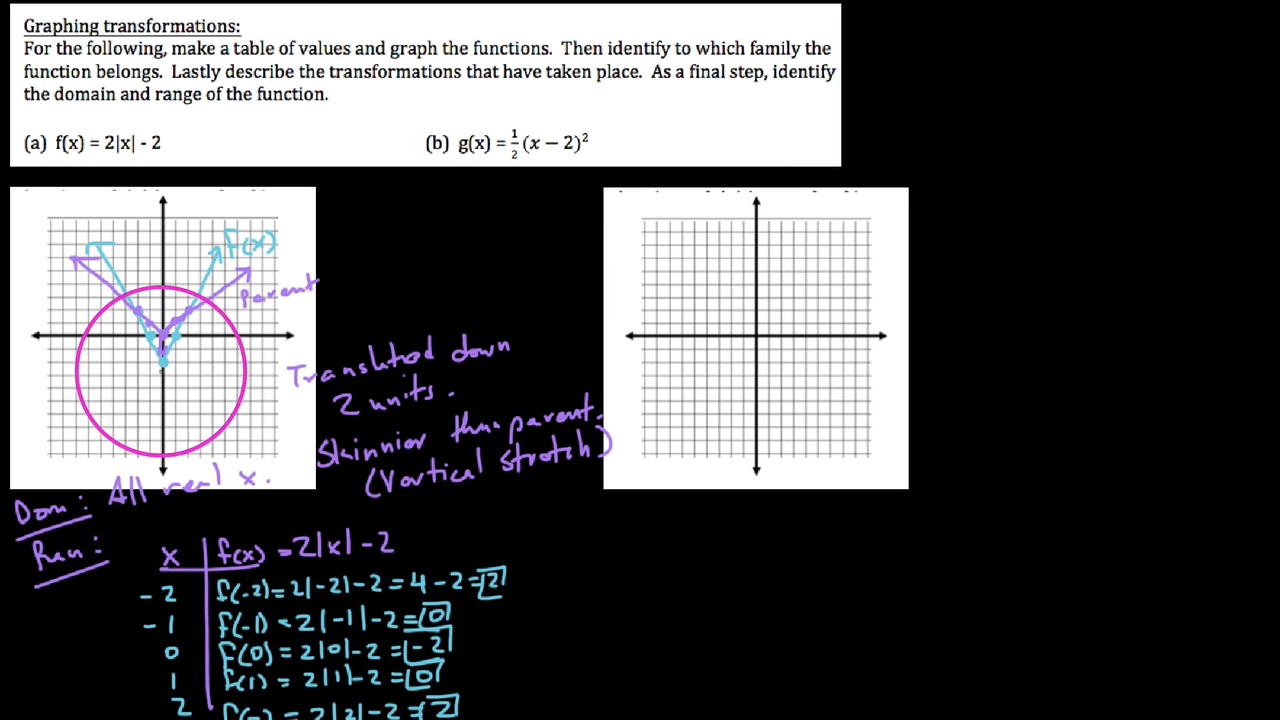 Graphing transformations:
For the following, make a table of values and graph the functions. Then identify to which family the
function belongs. Lastly describe the transformations that have taken place. As a final step, identify
the domain and range of the function.
(a) f(x) = 2|x| - 2
(b) g(x) = 1/2 (x − 2)²
f(x)
Parent
Translated down
2 units.
Skinnier than parent.
(Vertical stretch)
Dom: All real x.
Ran:
x | f(x) = 2|x| - 2
-2 f(-2) = 2|-2| - 2 = 4 - 2 = 2
-1 f(-1) = 2|-1| - 2 = 0
0 f(0) = 2|0| - 2 = -2
1 f(1) = 2|1| - 2 = 0
2 = 2|2| - 2 = 2